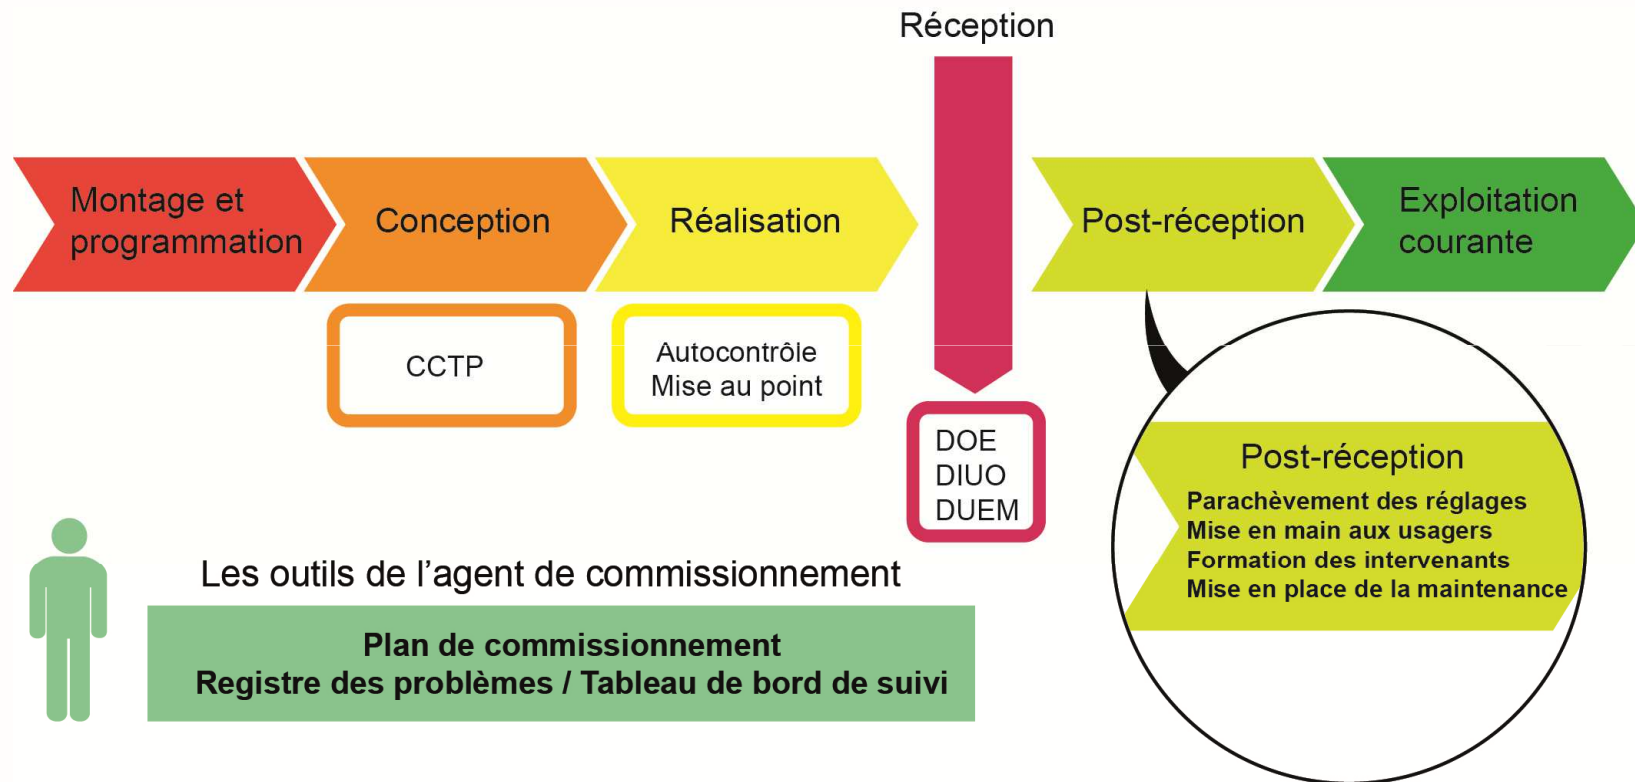 Réception
Montage et
programmation
Conception
Réalisation
Post-réception
Exploitation
courante
CCTP
Autocontrôle
Mise au point
DOE
DIUO
DUEM
Post-réception
Parachèvement des réglages
Mise en main aux usagers
Formation des intervenants
Mise en place de la maintenance
Les outils de l'agent de commissionnement
Plan de commissionnement
Registre des problèmes / Tableau de bord de suivi